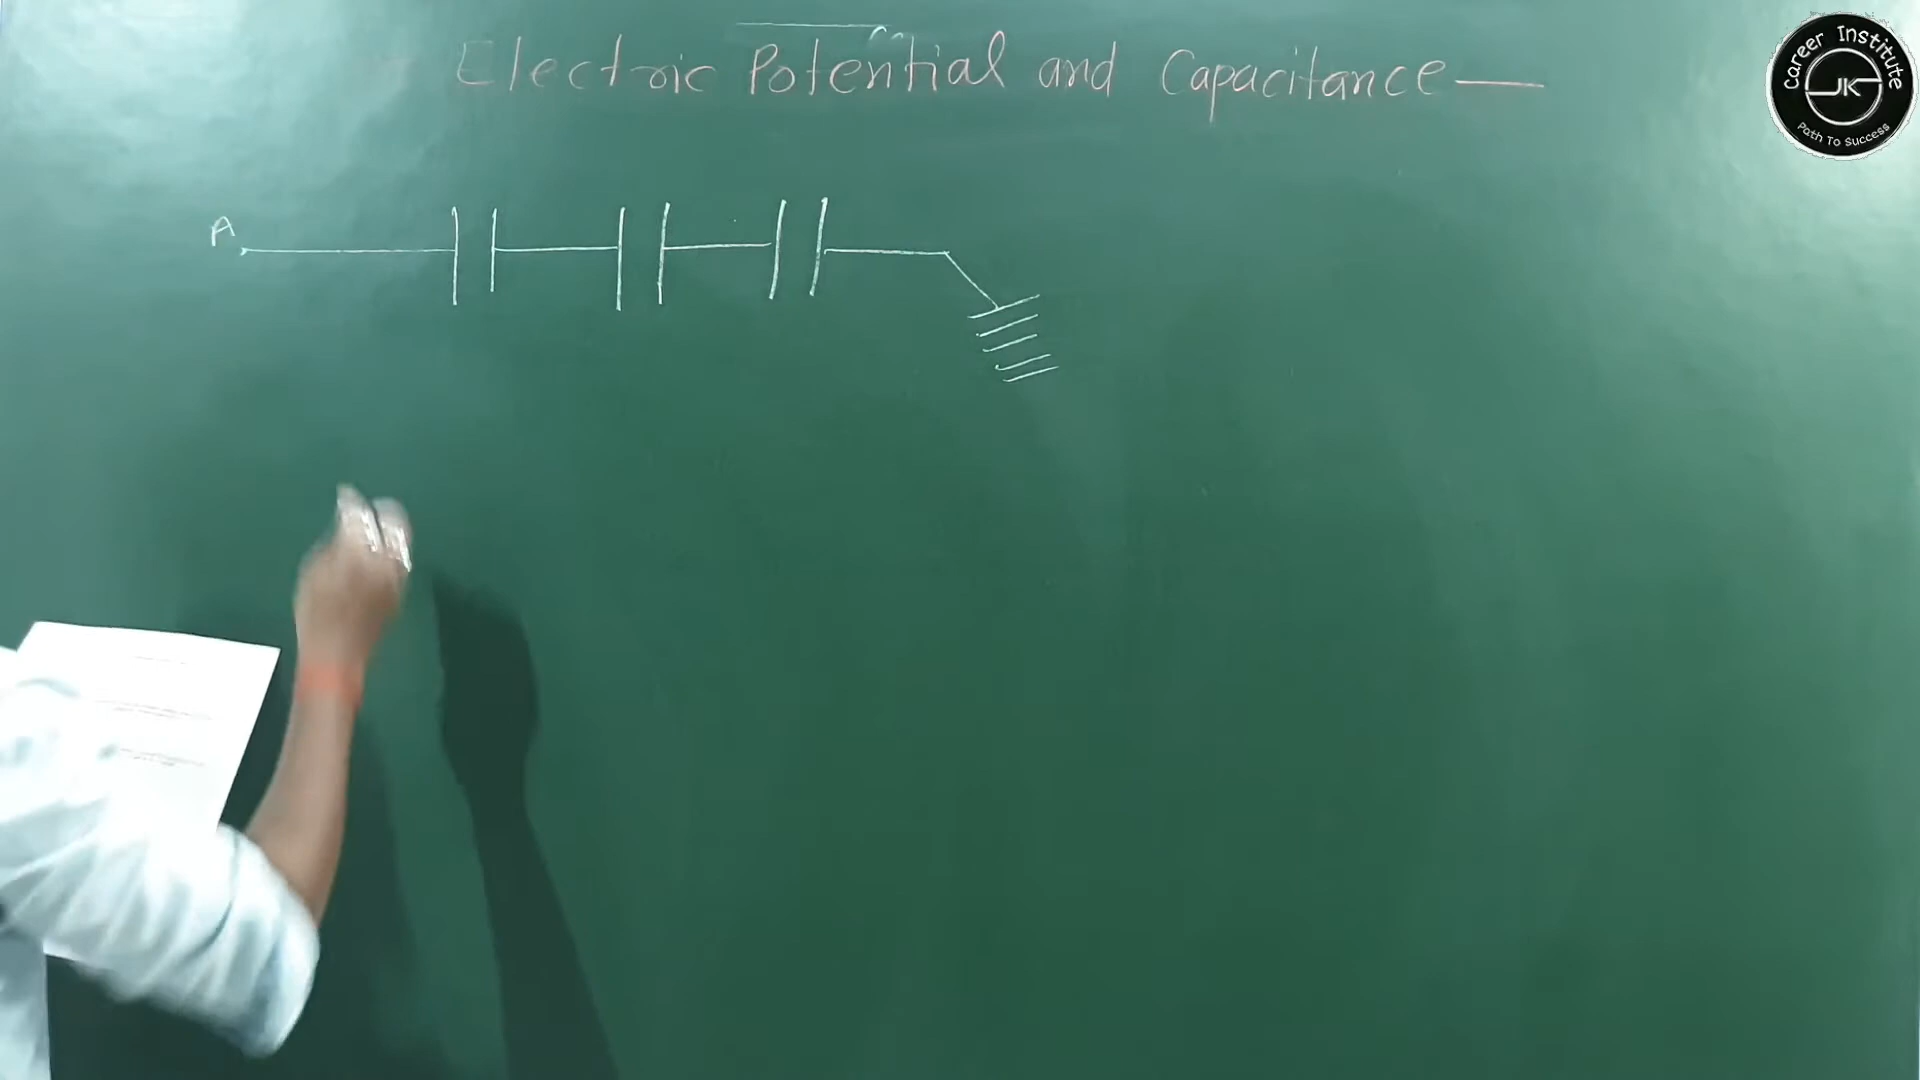 Electric Potential and Capacitance
Career Institute
JK
Path To Success
A